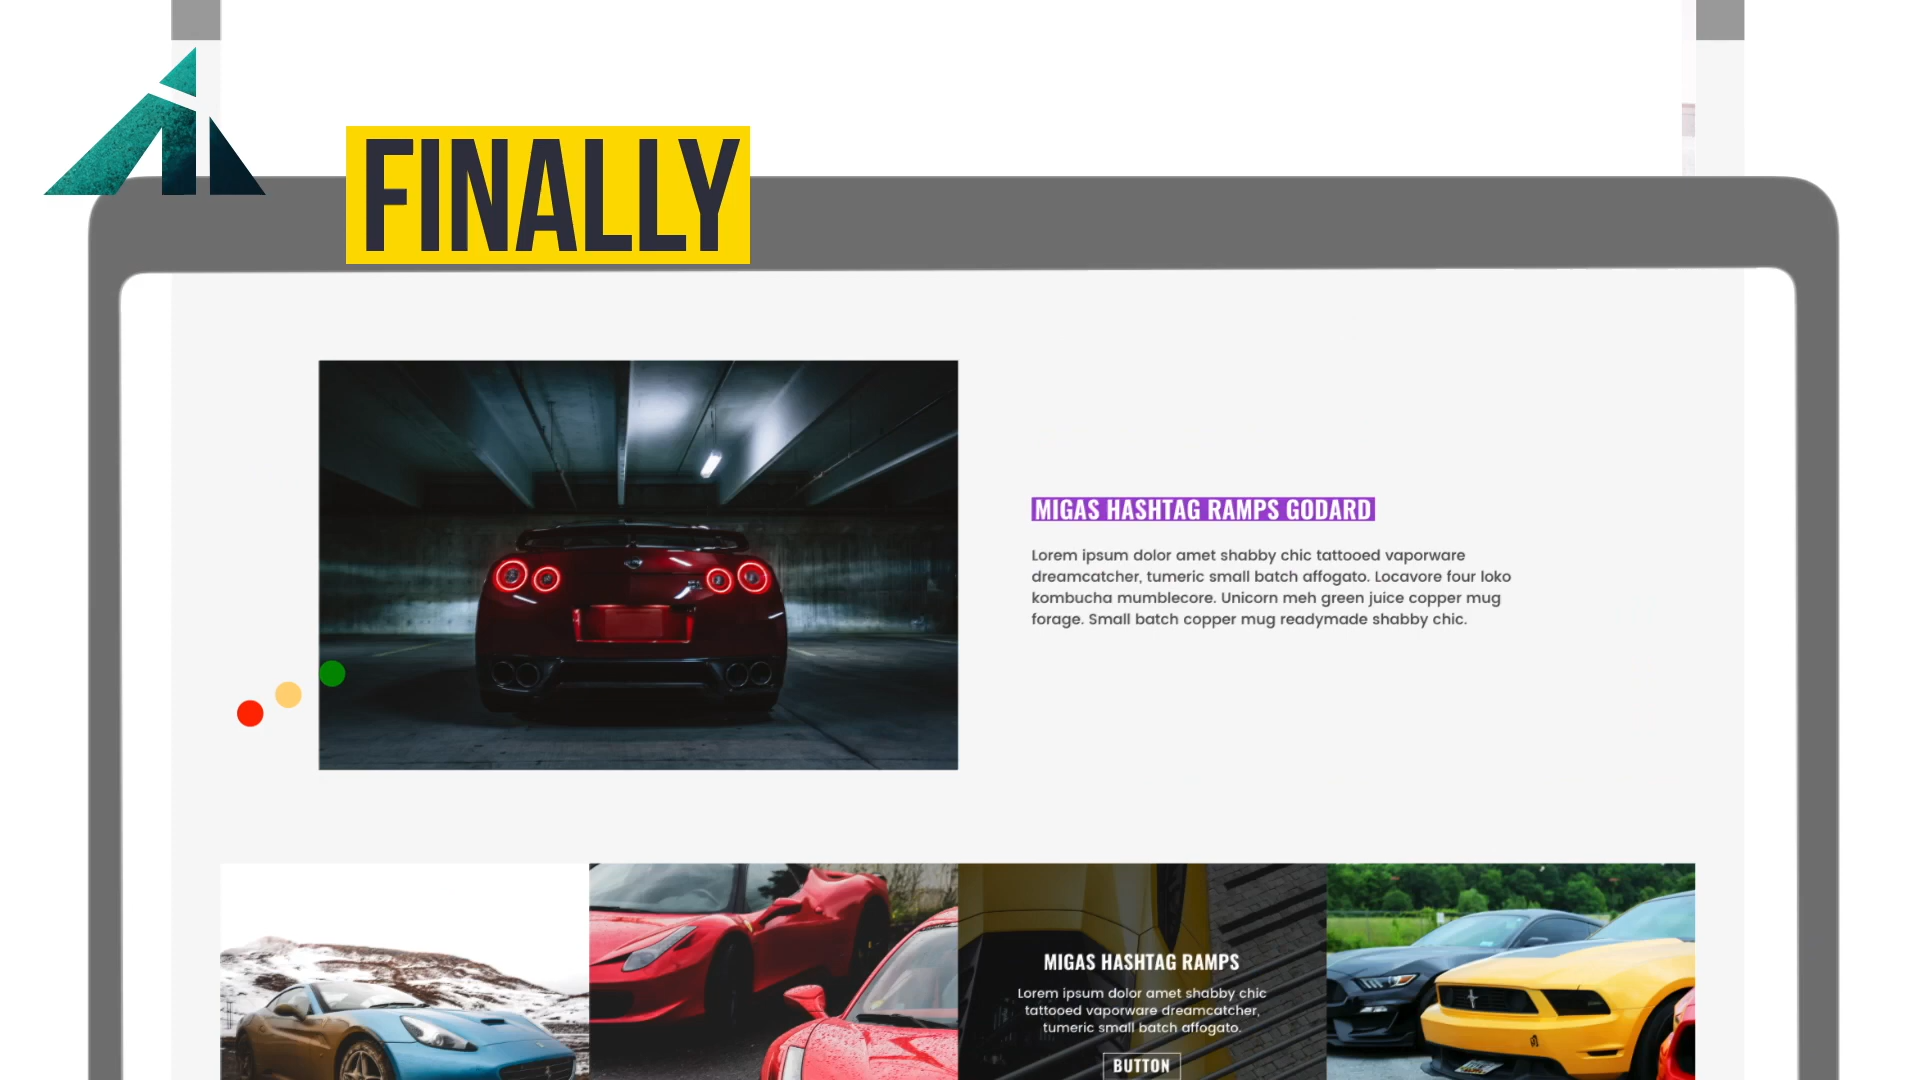 FINALLY
MIGAS HASHTAG RAMPS GODARD
Lorem ipsum dolor amet shabby chic tattooed vaporware
dreamcatcher, tumeric small batch affogato. Locavore four loko
kombucha mumblecore. Unicorn meh green juice copper mug
forage. Small batch copper mug readymade shabby chic.
MIGAS HASHTAG RAMPS
Lorem ipsum dolor amet shabby chic
tattooed vaporware dreamcatcher,
tumeric small batch affogato.
BUTTON